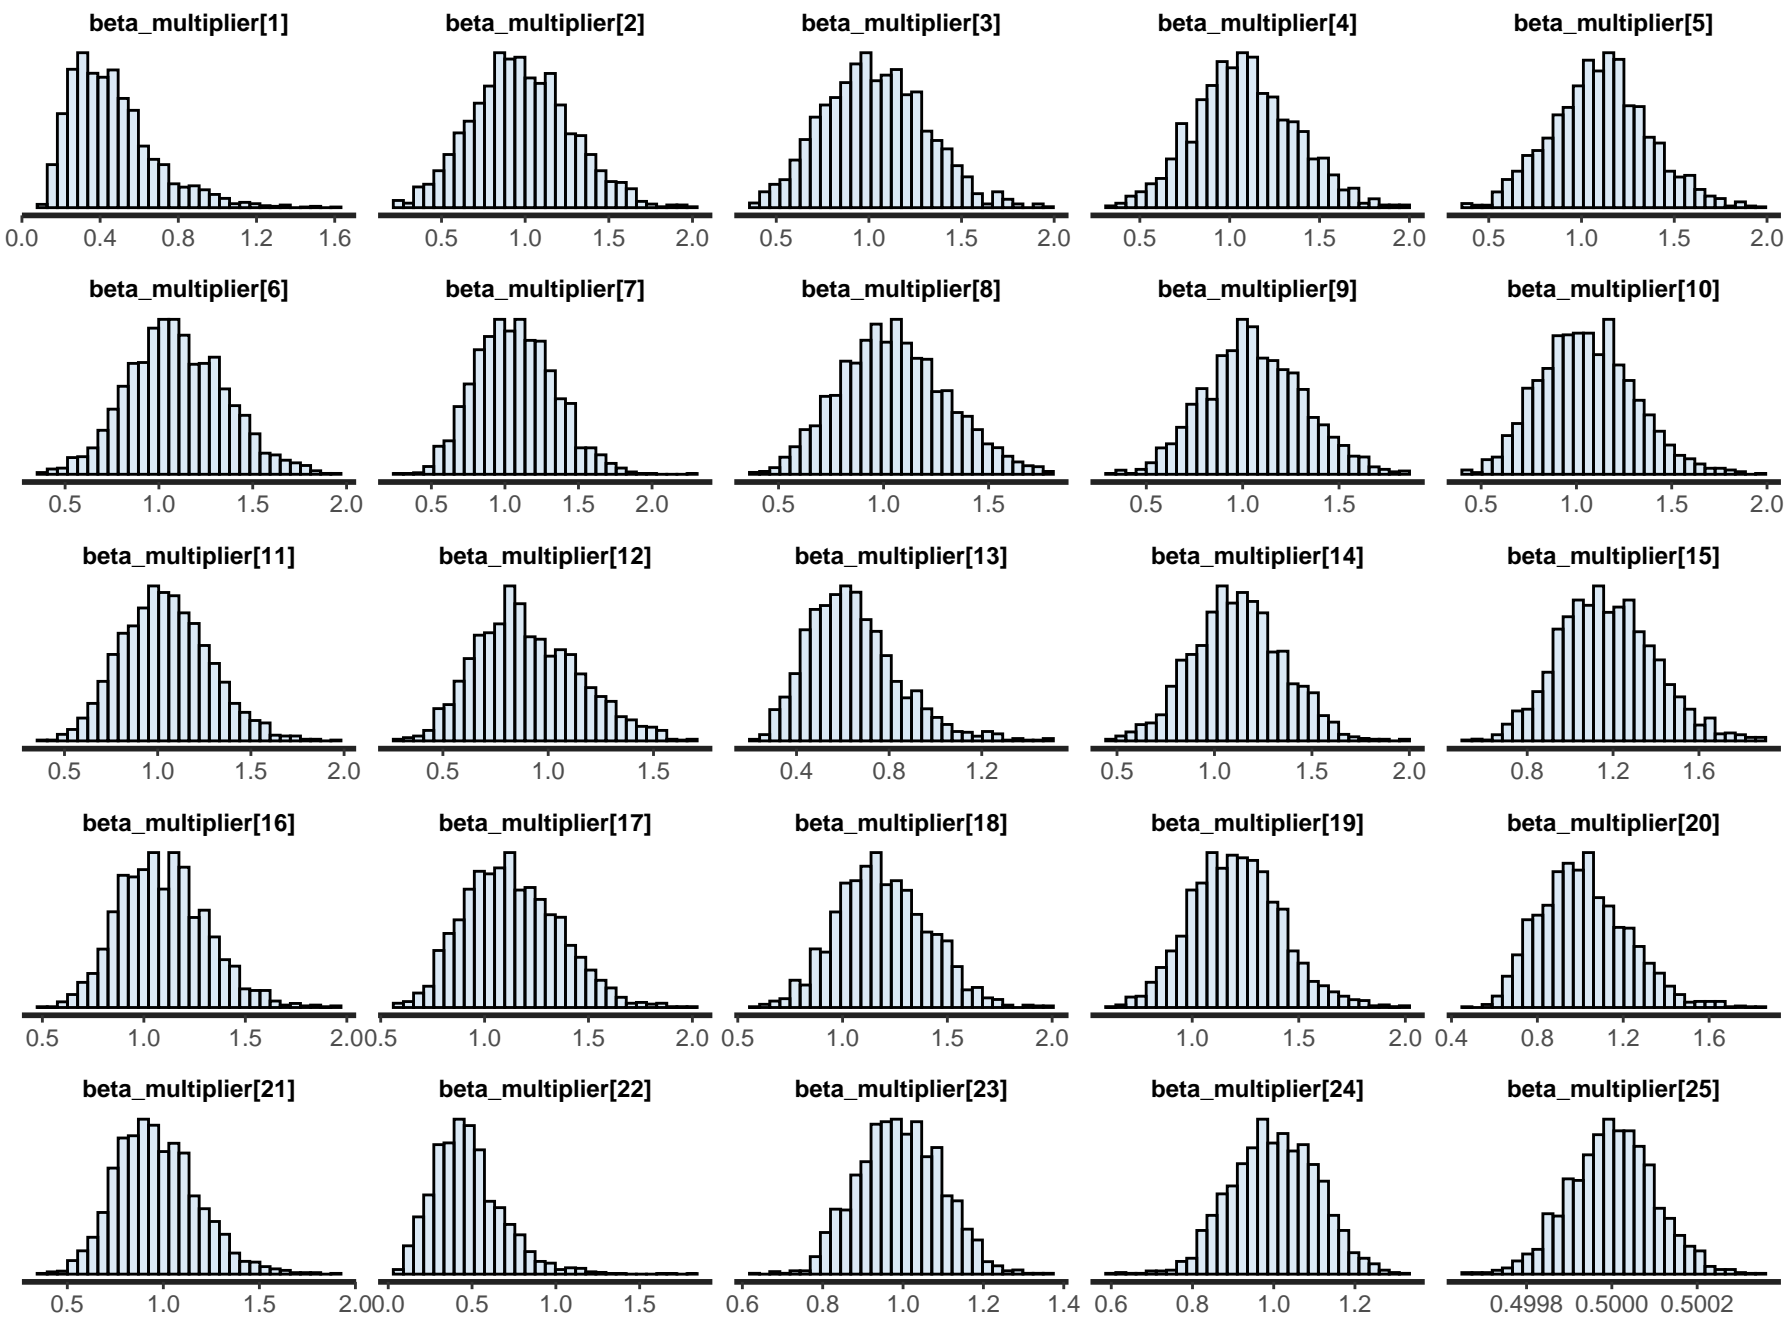 beta_multiplier[1] beta_multiplier[2] beta_multiplier[3] beta_multiplier[4] beta_multiplier[5]
0.0 0.4 0.8 1.2 1.6 0.5 1.0 1.5 2.0 0.5 1.0 1.5 2.0 0.5 1.0 1.5 2.0 0.5 1.0 1.5 2.0
beta_multiplier[6] beta_multiplier[7] beta_multiplier[8] beta_multiplier[9] beta_multiplier[10]
0.5 1.0 1.5 2.0 0.5 1.0 1.5 2.0 0.5 1.0 1.5 0.5 1.0 1.5 0.5 1.0 1.5 2.0
beta_multiplier[11] beta_multiplier[12] beta_multiplier[13] beta_multiplier[14] beta_multiplier[15]
0.5 1.0 1.5 2.0 0.5 1.0 1.5 0.4 0.8 1.2 0.5 1.0 1.5 2.0 0.8 1.2 1.6
beta_multiplier[16] beta_multiplier[17] beta_multiplier[18] beta_multiplier[19] beta_multiplier[20]
0.5 1.0 1.5 2.0 0.5 1.0 1.5 2.0 0.5 1.0 1.5 2.0 1.0 1.5 2.0 0.4 0.8 1.2 1.6
beta_multiplier[21] beta_multiplier[22] beta_multiplier[23] beta_multiplier[24] beta_multiplier[25]
0.5 1.0 1.5 2.0 0.0 0.5 1.0 1.5 0.6 0.8 1.0 1.2 1.4 0.6 0.8 1.0 1.2 0.4998 0.5000 0.5002